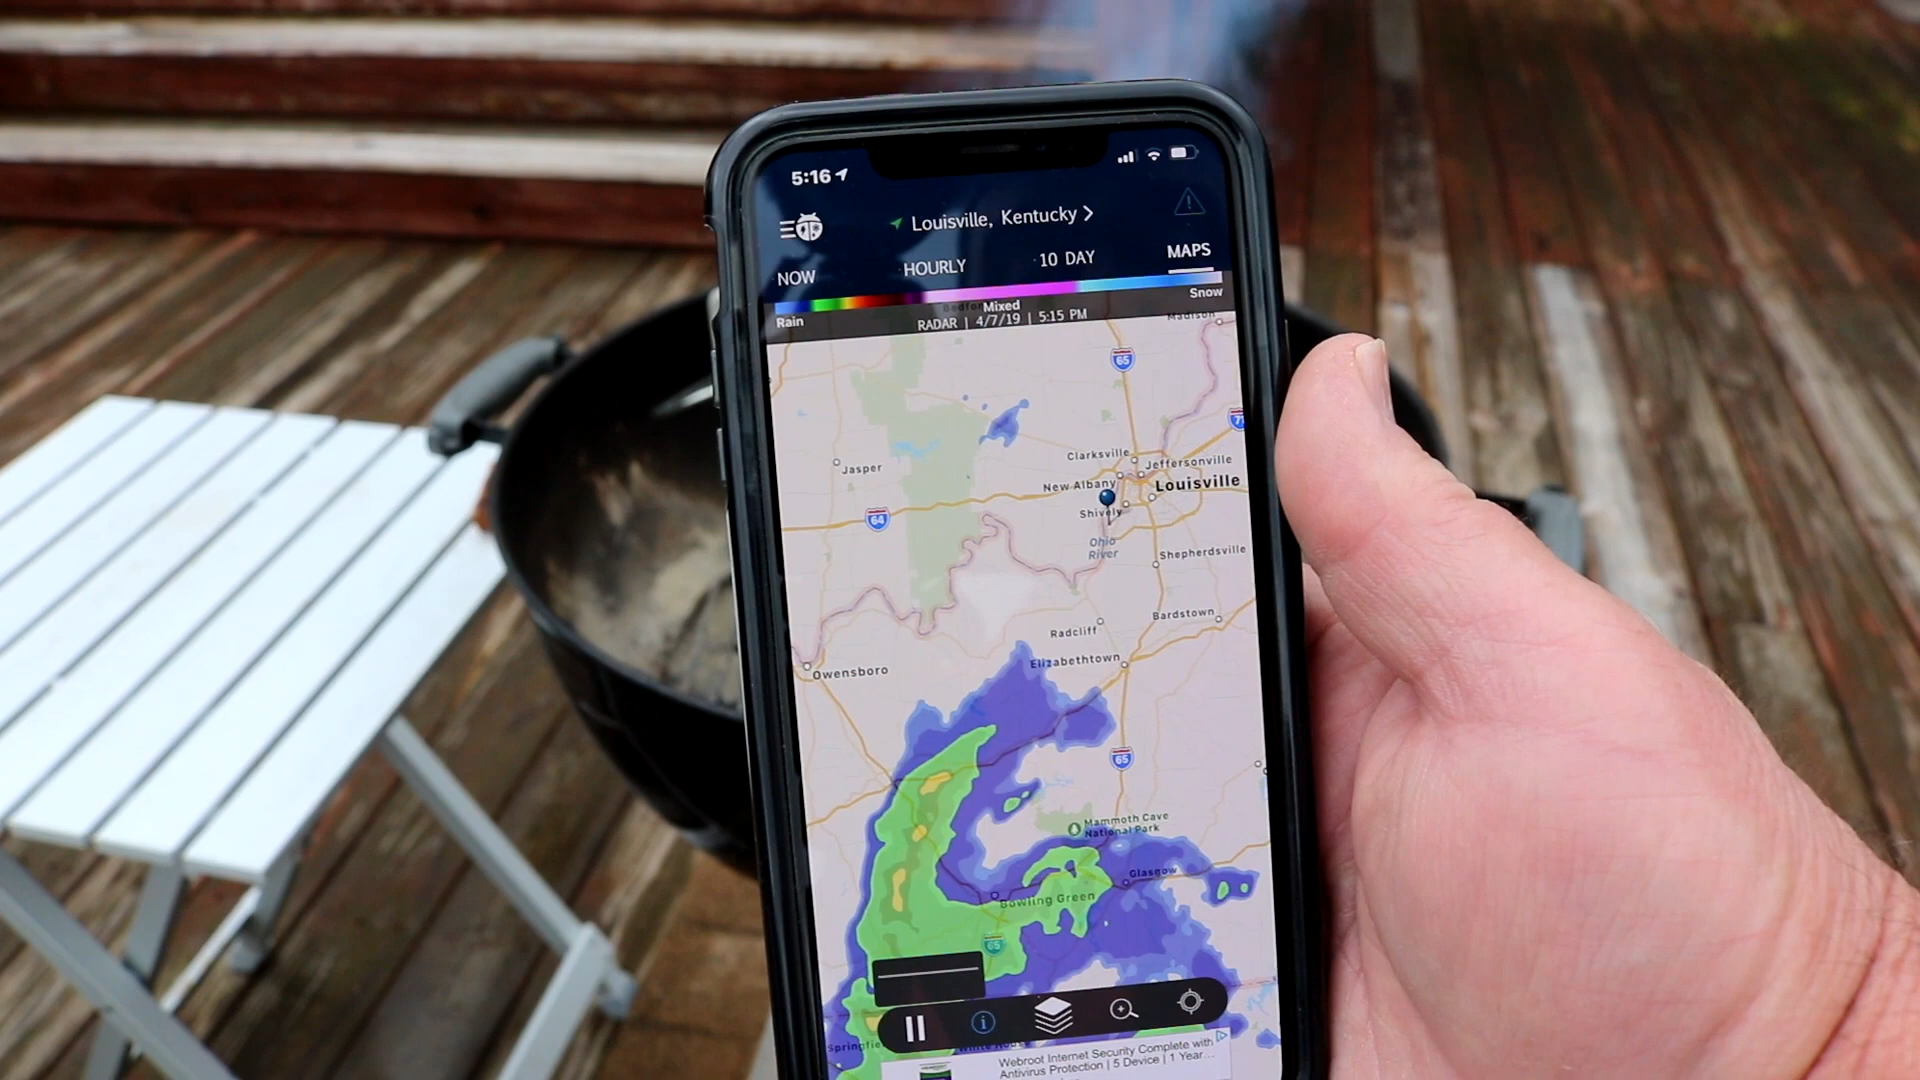 5:16
Louisville, Kentucky
NOW HOURLY 10 DAY MAPS
Rain Mixed Snow
RADAR | 4/7/19 | 5:15 PM
Madison
65
71
Clarksville
Jasper
Jeffersonville
New Albany
Louisville
64
Shively
Ohio
River
Shepherdsville
Bardstown
Radcliff
Elizabethtown
Owensboro
65
Mammoth Cave
National Park
Glasgow
Bowling Green
65
Webroot Internet Security Complete with
Antivirus Protection | 5 Device | 1 Year...